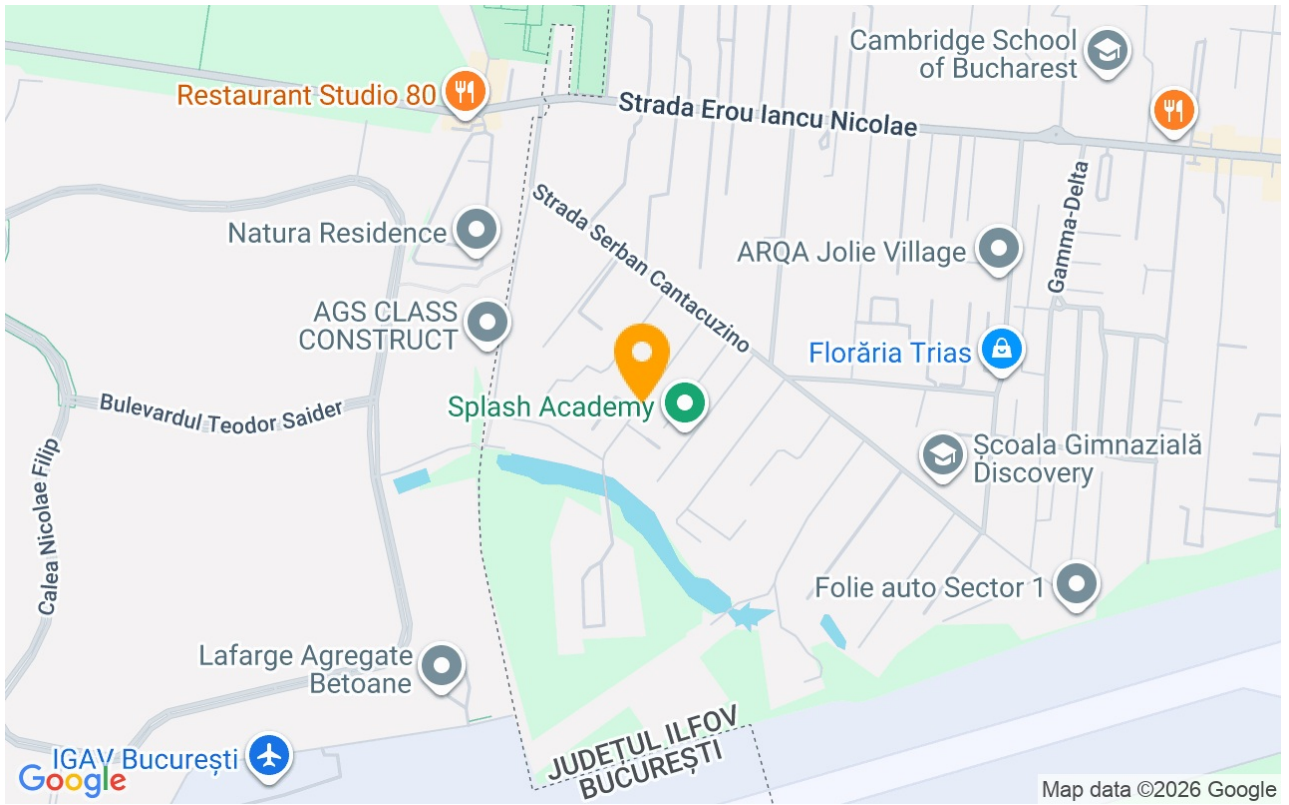 Cambridge School
of Bucharest
Restaurant Studio 80
Strada Erou Iancu Nicolae
Strada Serban Cantacuzino
Gamma-Delta
Natura Residence
ARQA Jolie Village
AGS CLASS
CONSTRUCT
Florăria Trias
Bulevardul Teodor Saider
Splash Academy
Calea Nicolae Filip
Școala Gimnazială
Discovery
Folie auto Sector 1
Lafarge Agregate
Betoane
JUDEȚUL ILFOV
BUCUREȘTI
IGAV București
Google
Map data ©2026 Google